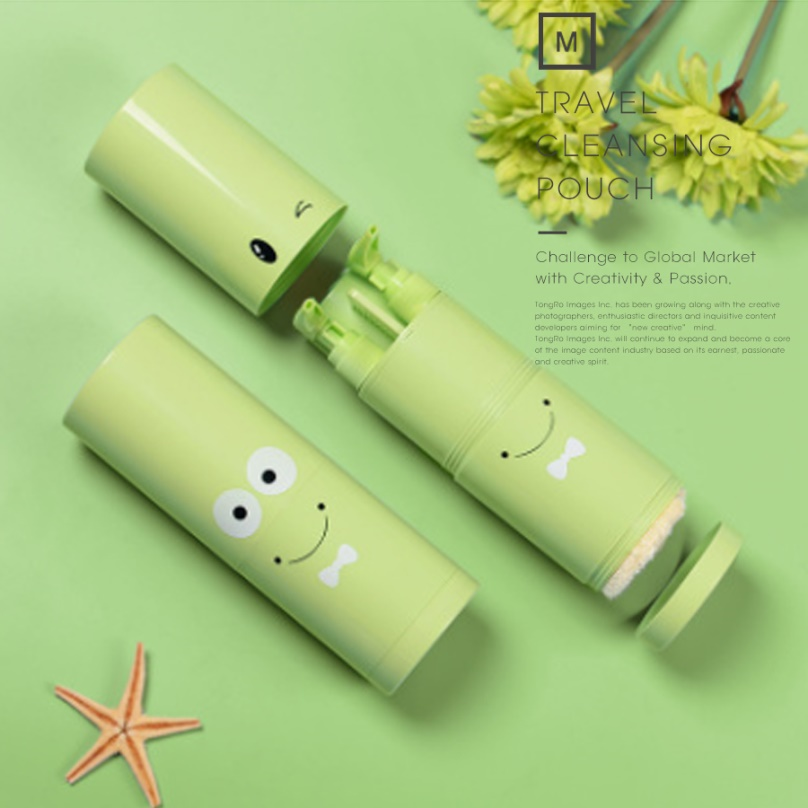 M
TRAVEL
CLEANSING
POUCH
Challenge to Global Market
with Creativity & Passion.
TongRo Images Inc. has been growing along with the creative
photographers, enthusiastic directors and inquisitive content
developers aiming for “new creative” mind.
TongRo Images Inc. will continue to expand and become a core
of the image content industry based on its earnest, passionate
and creative spirit.